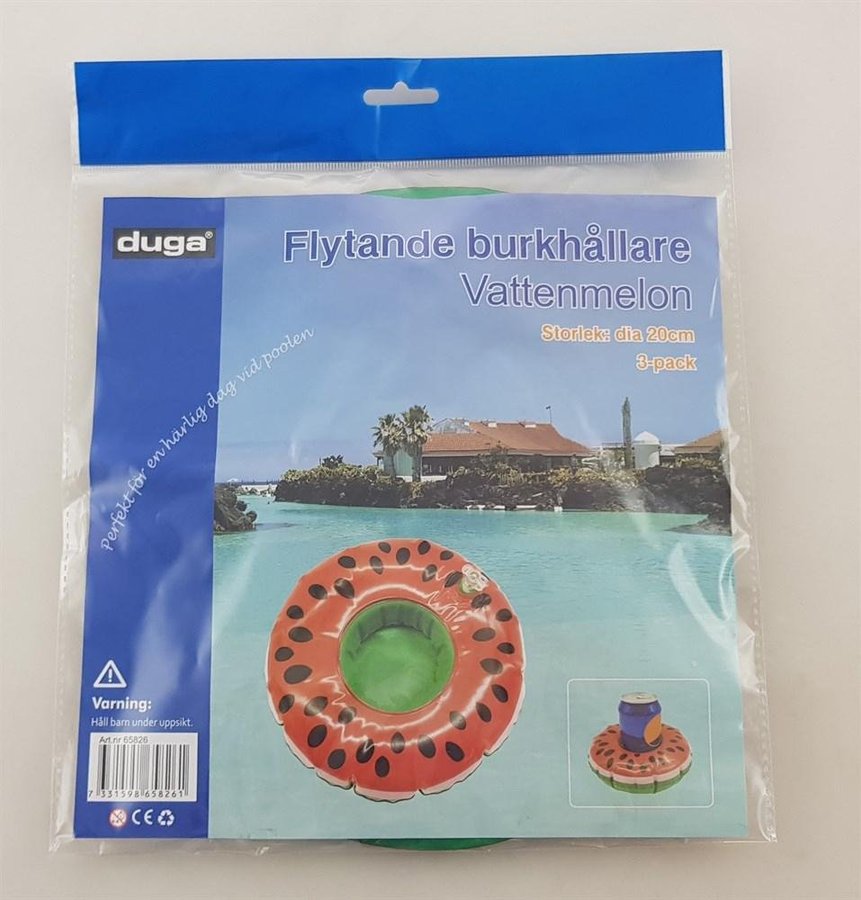 duga®
Flytande burkhållare
Vattenmelon
Storlek: dia 20cm
3-pack
Perfekt för en härlig dag vid poolen
Varning:
Håll barn under uppsikt.
Art.nr 65826
7 331598 658261
CE